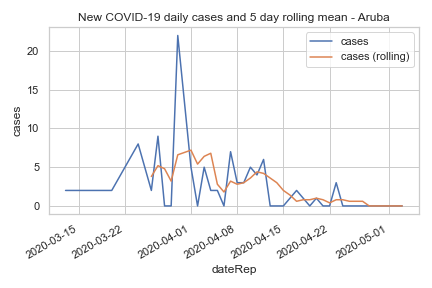 New COVID-19 daily cases and 5 day rolling mean - Aruba
cases
cases (rolling)
cases
20
15
10
5
0
2020-03-15
2020-03-22
2020-04-01
2020-04-08
2020-04-15
2020-04-22
2020-05-01
dateRep